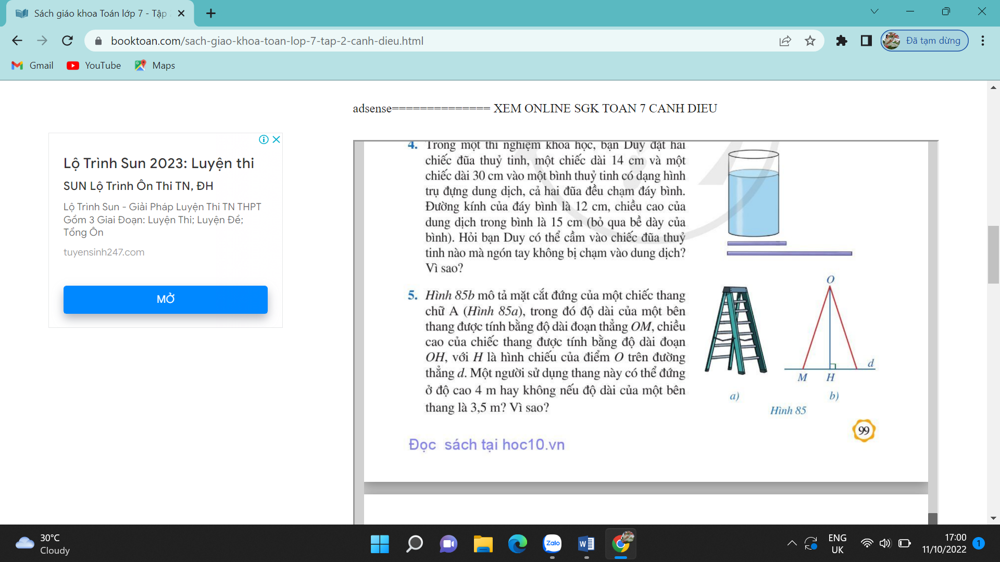 Sách giáo khoa Toán lớp 7 - Tập
booktoan.com/sach-giao-khoa-toan-lop-7-tap-2-canh-dieu.html
Đã tạm dừng
Gmail
YouTube
Maps
adsense============== XEM ONLINE SGK TOAN 7 CANH DIEU
Lộ Trình Sun 2023: Luyện thi
SUN Lộ Trình Ôn Thi TN, ĐH
Lộ Trình Sun - Giải Pháp Luyện Thi TN THPT
Gồm 3 Giai Đoạn: Luyện Thi; Luyện Đề;
Tổng Ôn
tuyensinh247.com
MỞ
4. Trong một thí nghiệm khoa học, bạn Duy đặt hai
chiếc đũa thuỷ tinh, một chiếc dài 14 cm và một
chiếc dài 30 cm vào một bình thuỷ tinh có dạng hình
trụ đựng dung dịch, cả hai đũa đều chạm đáy bình.
Đường kính của đáy bình là 12 cm, chiều cao của
dung dịch trong bình là 15 cm (bỏ qua bề dày của
bình). Hỏi bạn Duy có thể cầm vào chiếc đũa thuỷ
tinh nào mà ngón tay không bị chạm vào dung dịch?
Vì sao?
5. Hình 85b mô tả mặt cắt đứng của một chiếc thang
chữ A (Hình 85a), trong đó độ dài của một bên
thang được tính bằng độ dài đoạn thẳng OM, chiều
cao của chiếc thang được tính bằng độ dài đoạn
OH, với H là hình chiếu của điểm O trên đường
thẳng d. Một người sử dụng thang này có thể đứng
ở độ cao 4 m hay không nếu độ dài của một bên
thang là 3,5 m? Vì sao?
O
d
M H
a) b)
Hình 85
99
Đọc sách tại hoc10.vn
30°C
Cloudy
Zalo
W
ENG
UK
17:00
11/10/2022
1